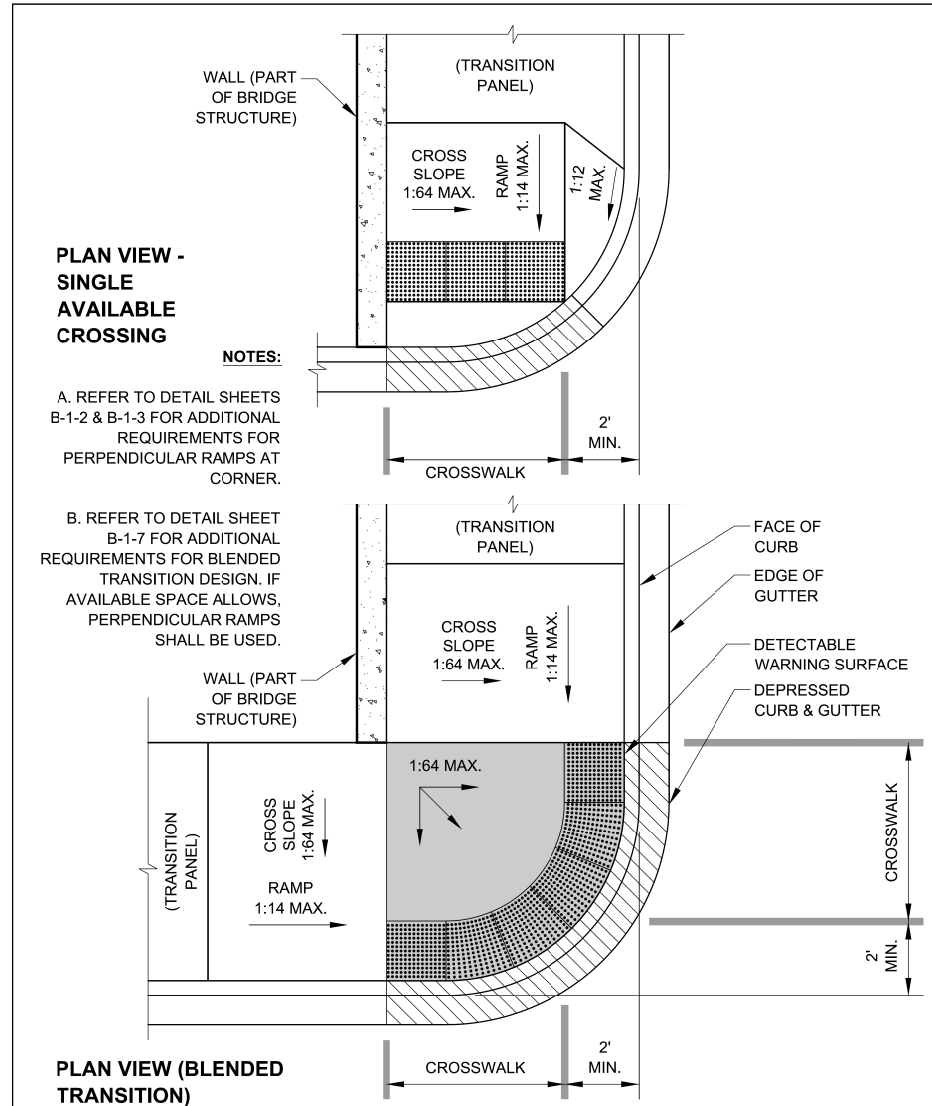 WALL (PART
OF BRIDGE
STRUCTURE)
(TRANSITION
PANEL)
CROSS
SLOPE
1:64 MAX.
RAMP
1:14 MAX.
1:12
MAX.
PLAN VIEW -
SINGLE
AVAILABLE
CROSSING
NOTES:
A. REFER TO DETAIL SHEETS
B-1-2 & B-1-3 FOR ADDITIONAL
REQUIREMENTS FOR
PERPENDICULAR RAMPS AT
CORNER.
B. REFER TO DETAIL SHEET
B-1-7 FOR ADDITIONAL
REQUIREMENTS FOR BLENDED
TRANSITION DESIGN. IF
AVAILABLE SPACE ALLOWS,
PERPENDICULAR RAMPS
SHALL BE USED.
2'
MIN.
CROSSWALK
(TRANSITION
PANEL)
FACE OF
CURB
EDGE OF
GUTTER
DETECTABLE
WARNING SURFACE
DEPRESSED
CURB & GUTTER
CROSS
SLOPE
1:64 MAX.
RAMP
1:14 MAX.
WALL (PART
OF BRIDGE
STRUCTURE)
1:64 MAX.
(TRANSITION
PANEL)
CROSS
SLOPE
1:64 MAX.
RAMP
1:14 MAX.
CROSSWALK
2'
MIN.
CROSSWALK
2'
MIN.
PLAN VIEW (BLENDED
TRANSITION)